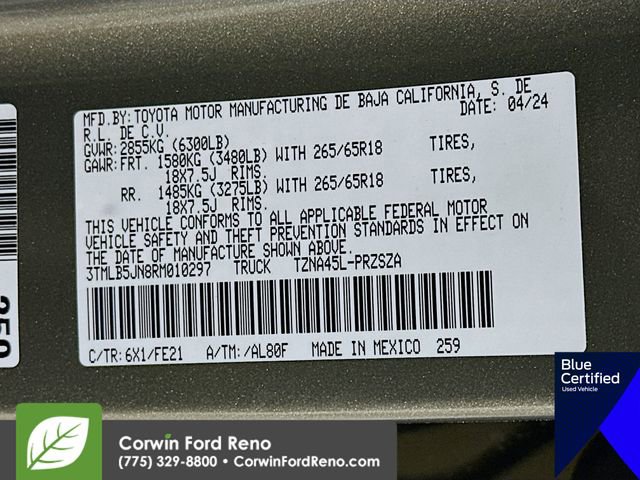 MFD.BY: TOYOTA MOTOR MANUFACTURING DE BAJA CALIFORNIA, S. DE
R.L. DE C.V. DATE: 04/24
GVWR: 2855KG (6300LB)
GAWR: FRT. 1580KG (3480LB) WITH 265/65R18 TIRES,
18X7.5J RIMS.
RR. 1485KG (3275LB) WITH 265/65R18 TIRES,
18X7.5J RIMS.
THIS VEHICLE CONFORMS TO ALL APPLICABLE FEDERAL MOTOR
VEHICLE SAFETY AND THEFT PREVENTION STANDARDS IN EFFECT ON
THE DATE OF MANUFACTURE SHOWN ABOVE.
3TMLB5JN8RM010297 TRUCK TZNA45L-PRZSZA
C/TR:6X1/FE21 A/TM:/AL80F MADE IN MEXICO 259
259
Blue
Certified
Used Vehicle
Corwin Ford Reno
(775) 329-8800 • CorwinFordReno.com